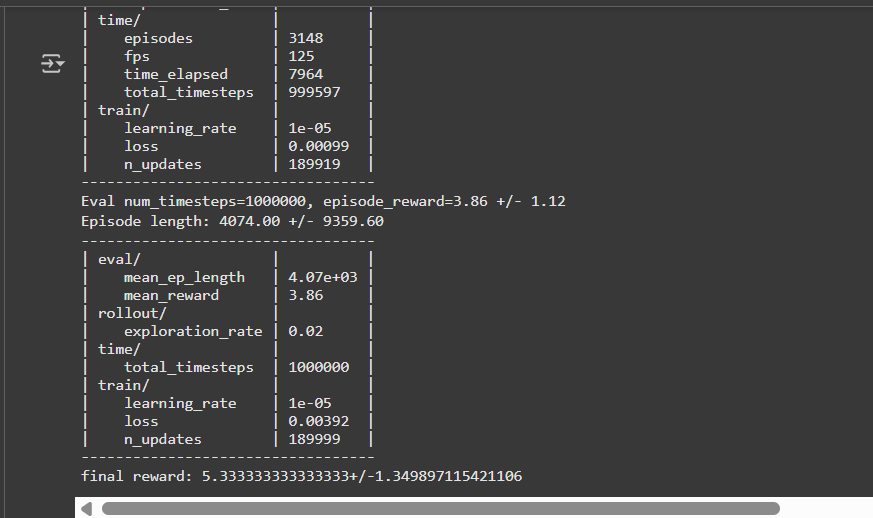 | time/ | |
| episodes | 3148 |
| fps | 125 |
| time_elapsed | 7964 |
| total_timesteps | 999597 |
| train/ | |
| learning_rate | 1e-05 |
| loss | 0.00099 |
| n_updates | 189919 |
----------------------------------
Eval num_timesteps=1000000, episode_reward=3.86 +/- 1.12
Episode length: 4074.00 +/- 9359.60
----------------------------------
| eval/ | |
| mean_ep_length | 4.07e+03 |
| mean_reward | 3.86 |
| rollout/ | |
| exploration_rate | 0.02 |
| time/ | |
| total_timesteps | 1000000 |
| train/ | |
| learning_rate | 1e-05 |
| loss | 0.00392 |
| n_updates | 189999 |
----------------------------------
final reward: 5.333333333333333+/-1.349897115421106